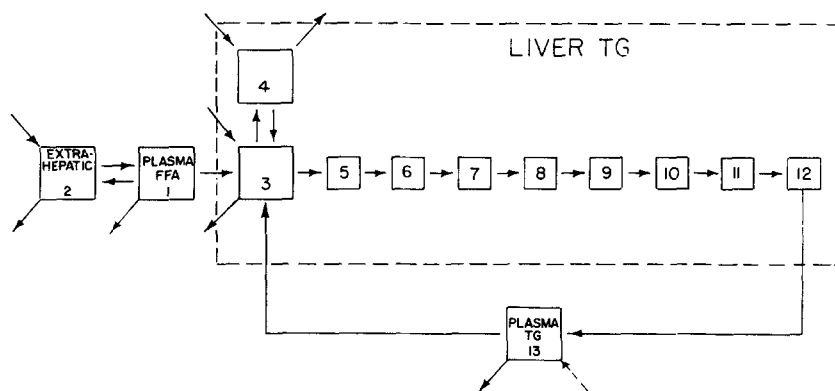 LIVER TG
4
EXTRA-
HEPATIC
2
PLASMA
FFA
1
3
5
6
7
8
9
10
11
12
PLASMA
TG
13